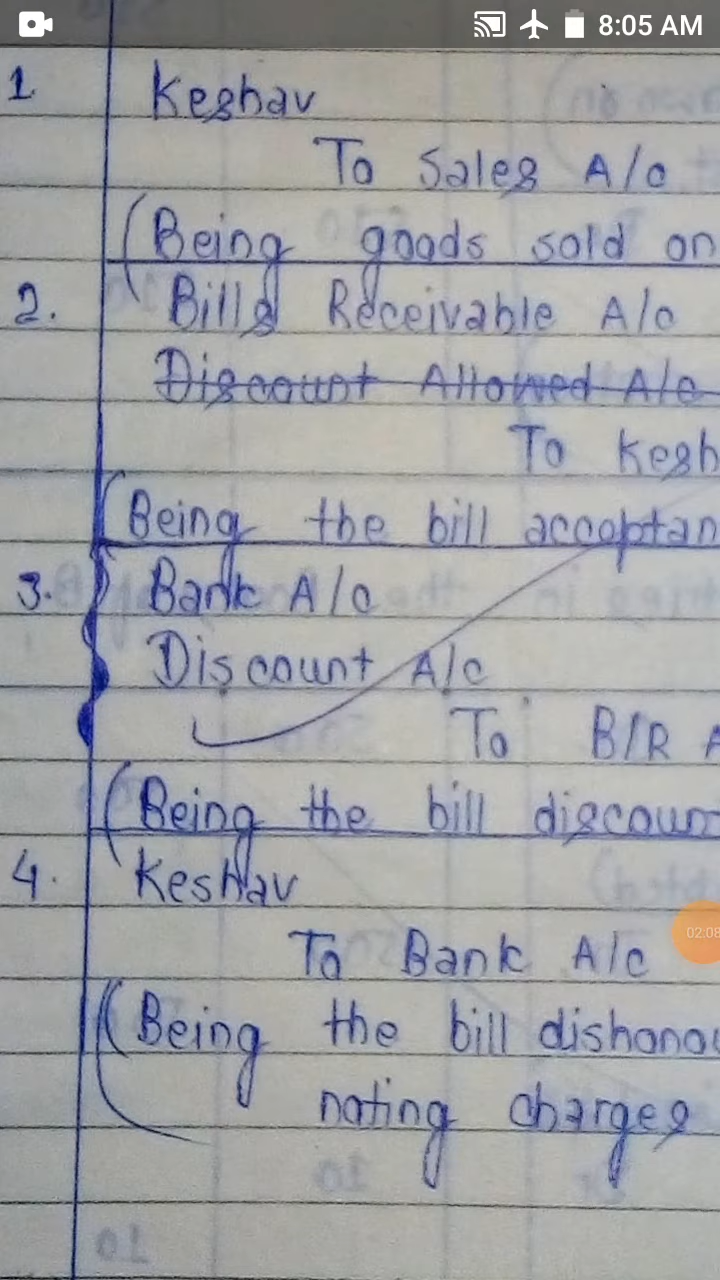 8:05 AM
1 Keshav
To Sales A/c
(Being goods sold on
2. Bills Receivable A/c
Discount Allowed A/c
To Kesh
(Being the bill accoptan
3. Bank A/c
Discount A/c
To B/R A
(Being the bill discoun
4. Keshav
02:08
To Bank A/c
(Being the bill dishono
noting charges